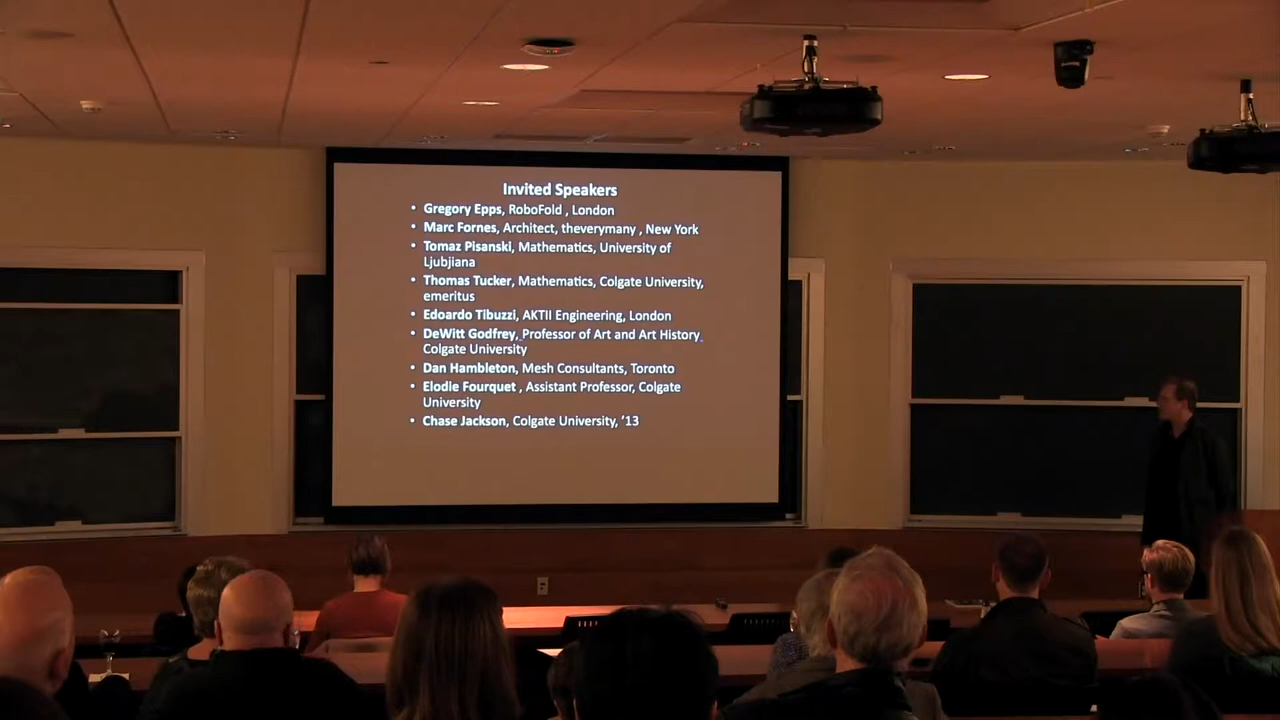 Invited Speakers
• Gregory Epps, RoboFold , London
• Marc Fornes, Architect, theverymany , New York
• Tomaz Pisanski, Mathematics, University of
Ljubjiana
• Thomas Tucker, Mathematics, Colgate University,
emeritus
• Edoardo Tibuzzi, AKTII Engineering, London
• DeWitt Godfrey, Professor of Art and Art History
Colgate University
• Dan Hambleton, Mesh Consultants, Toronto
• Elodie Fourquet , Assistant Professor, Colgate
University
• Chase Jackson, Colgate University, ’13